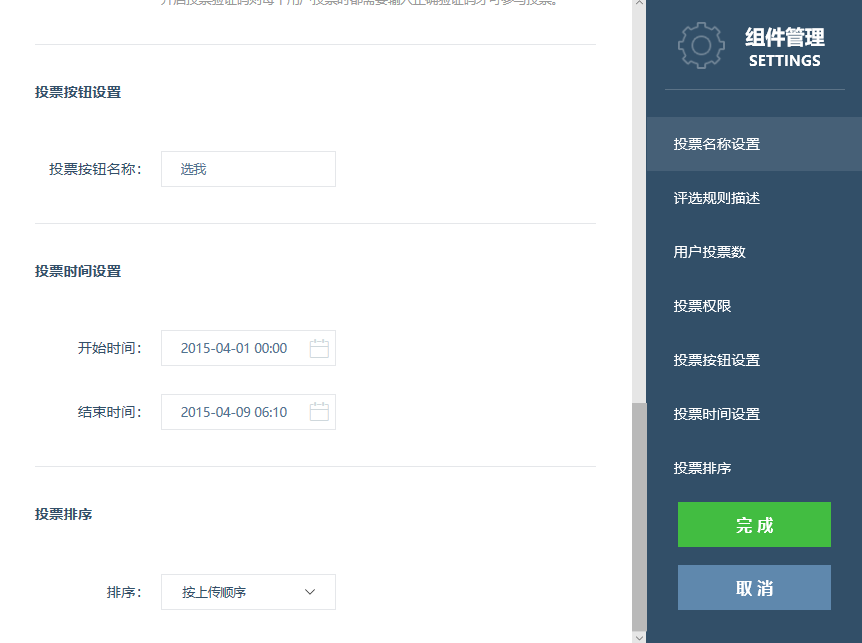 开启投票验证码则每个用户投票时都需要输入正确验证码才可参与投票。
投票按钮设置
投票按钮名称：
选我
投票时间设置
开始时间：
2015-04-01 00:00
结束时间：
2015-04-09 06:10
投票排序
排序：
按上传顺序
组件管理
SETTINGS
投票名称设置
评选规则描述
用户投票数
投票权限
投票按钮设置
投票时间设置
投票排序
完成
取消